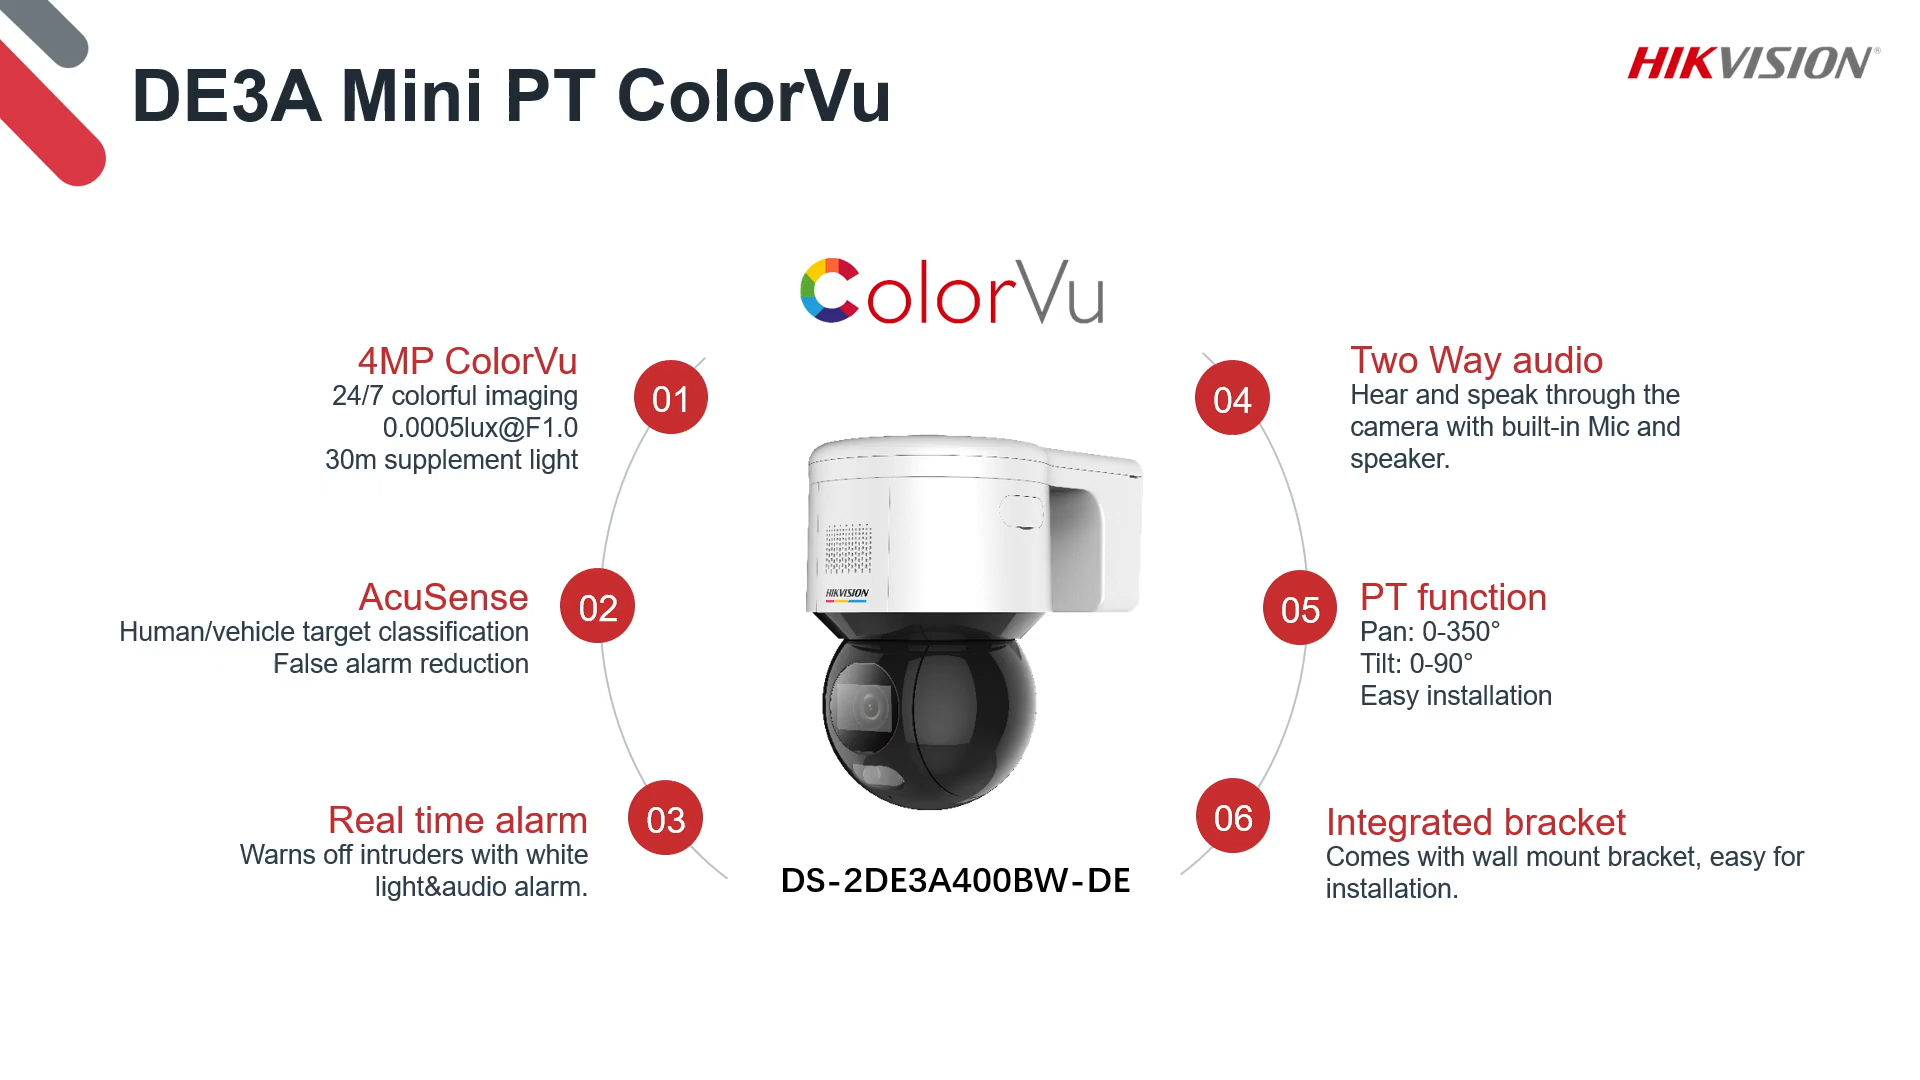 DE3A Mini PT ColorVu
HIKVISION®
ColorVu
4MP ColorVu
24/7 colorful imaging
0.0005lux@F1.0
30m supplement light
01
AcuSense
Human/vehicle target classification
False alarm reduction
02
Real time alarm
Warns off intruders with white
light&audio alarm.
03
HIKVISION
DS-2DE3A400BW-DE
04
Two Way audio
Hear and speak through the
camera with built-in Mic and
speaker.
05
PT function
Pan: 0-350°
Tilt: 0-90°
Easy installation
06
Integrated bracket
Comes with wall mount bracket, easy for
installation.